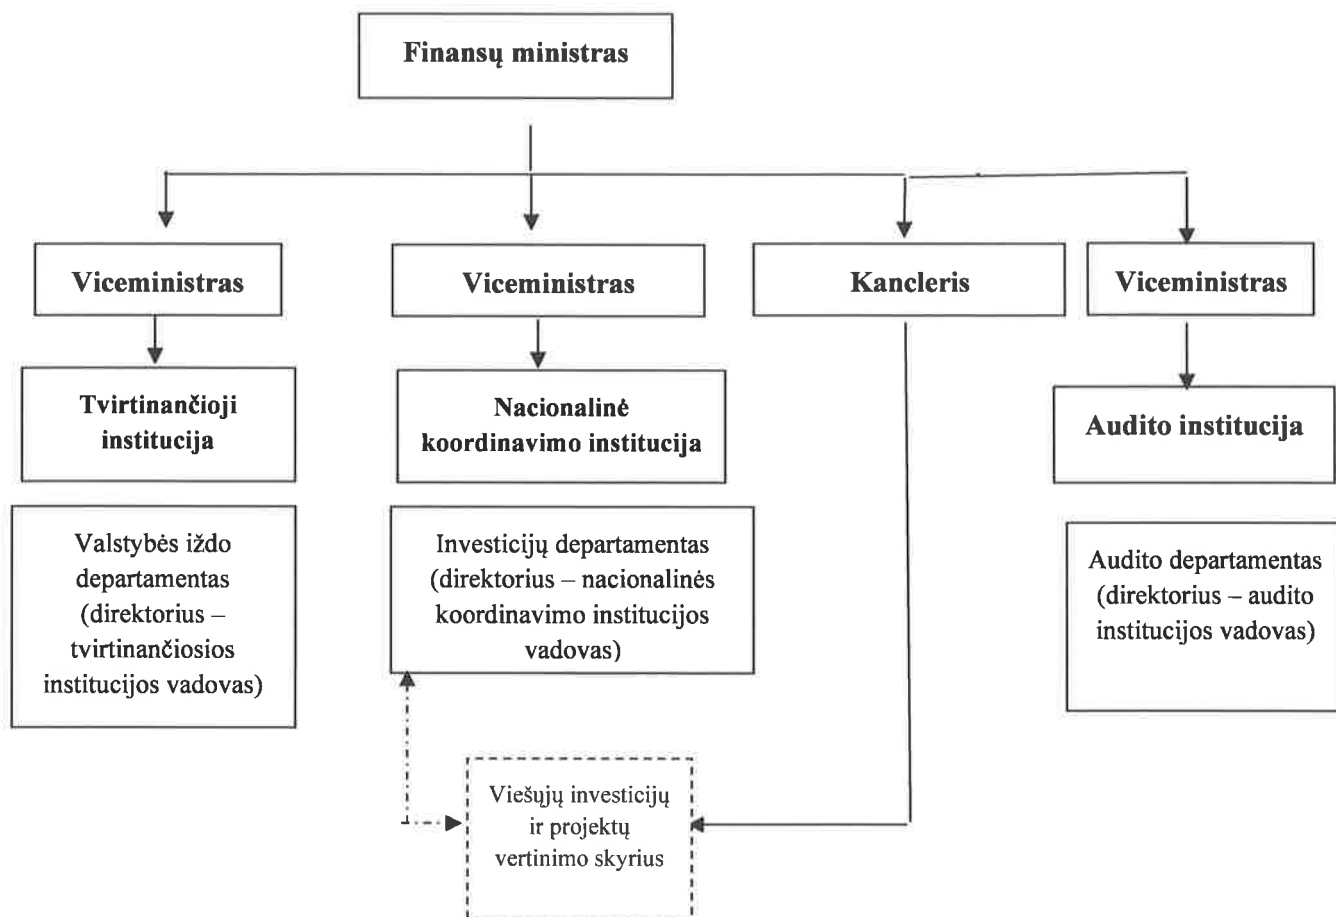 Finansų ministras
Viceministras
Viceministras
Kancleris
Viceministras
Tvirtinančioji
institucija
Nacionalinė
koordinavimo institucija
Audito institucija
Valstybės iždo
departamentas
(direktorius –
tvirtinančiosios
institucijos vadovas)
Investicijų departamentas
(direktorius – nacionalinės
koordinavimo institucijos
vadovas)
Audito departamentas
(direktorius – audito
institucijos vadovas)
Viešųjų investicijų
ir projektų
vertinimo skyrius